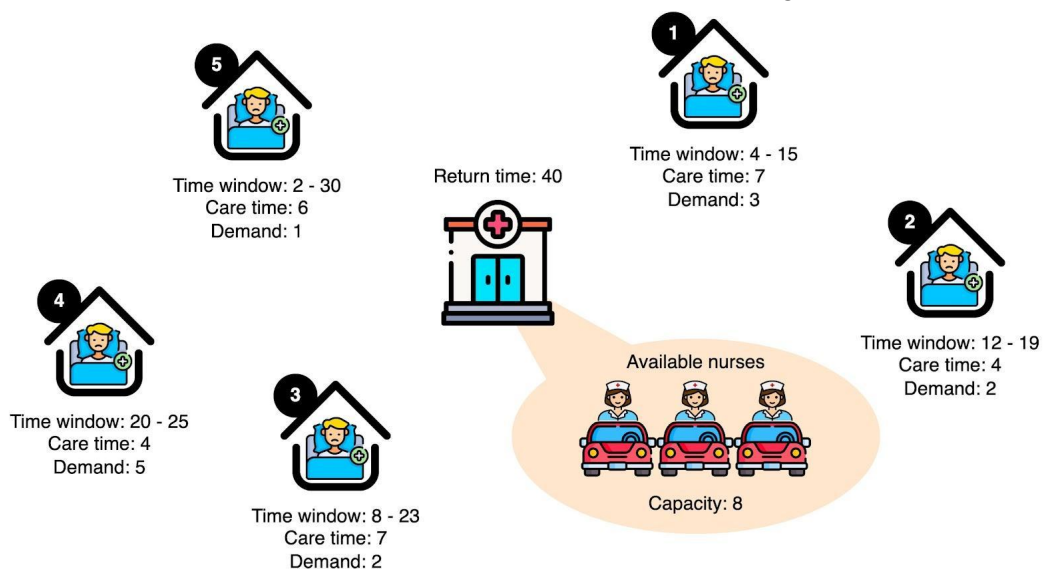 1
Time window: 4 - 15
Care time: 7
Demand: 3
5
Time window: 2 - 30
Care time: 6
Demand: 1
Return time: 40
2
Time window: 12 - 19
Care time: 4
Demand: 2
4
Time window: 20 - 25
Care time: 4
Demand: 5
3
Time window: 8 - 23
Care time: 7
Demand: 2
Available nurses
Capacity: 8